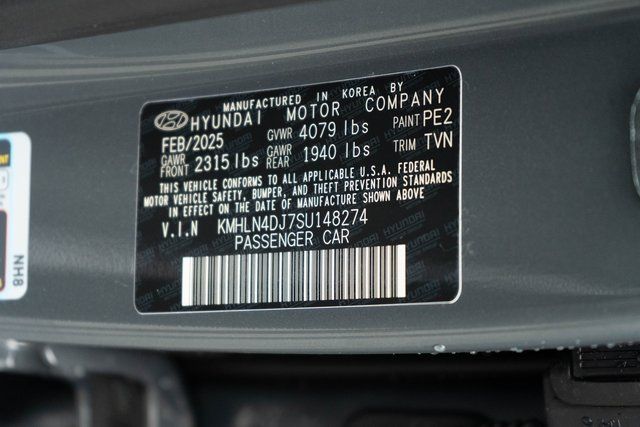 MANUFACTURED IN KOREA BY
HYUNDAI MOTOR COMPANY
FEB/2025 GVWR 4079 lbs PAINT PE2
GAWR FRONT 2315 lbs GAWR REAR 1940 lbs TRIM TVN
THIS VEHICLE CONFORMS TO ALL APPLICABLE U.S.A. FEDERAL
MOTOR VEHICLE SAFETY, BUMPER, AND THEFT PREVENTION STANDARDS
IN EFFECT ON THE DATE OF MANUFACTURE SHOWN ABOVE
V.I.N KMHLN4DJ7SU148274
PASSENGER CAR
NH8